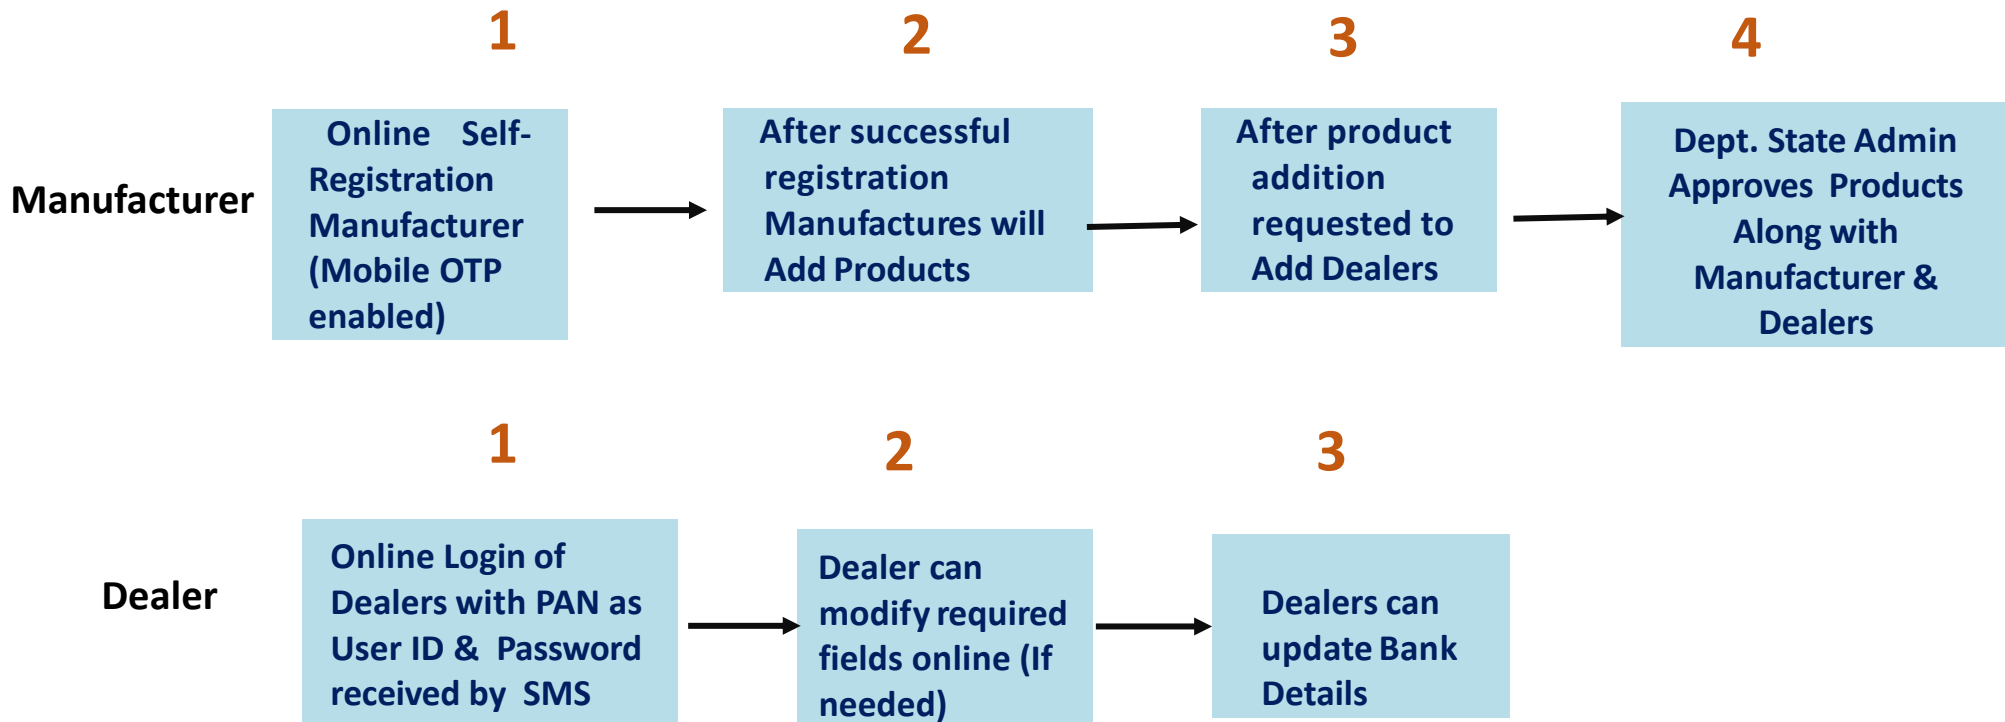 1
2
3
4
Manufacturer
Online Self-
Registration
Manufacturer
(Mobile OTP
enabled)
After successful
registration
Manufactures will
Add Products
After product
addition
requested to
Add Dealers
Dept. State Admin
Approves Products
Along with
Manufacturer &
Dealers
1
2
3
Dealer
Online Login of
Dealers with PAN as
User ID & Password
received by SMS
Dealer can
modify required
fields online (If
needed)
Dealers can
update Bank
Details